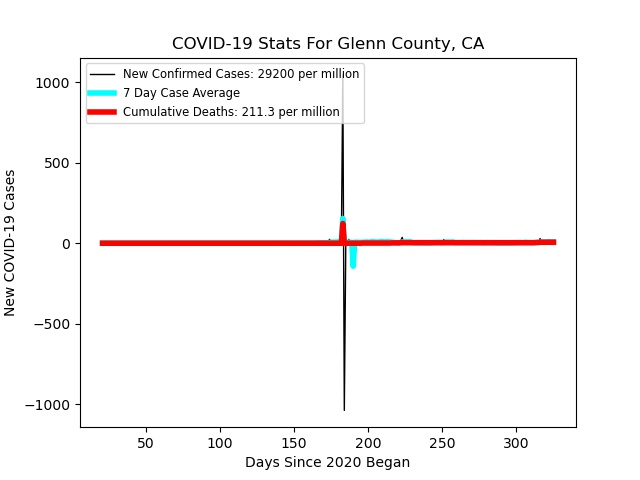 COVID-19 Stats For Glenn County, CA
New Confirmed Cases: 29200 per million
7 Day Case Average
Cumulative Deaths: 211.3 per million
New COVID-19 Cases
1000
500
0
−500
−1000
50 100 150 200 250 300
Days Since 2020 Began